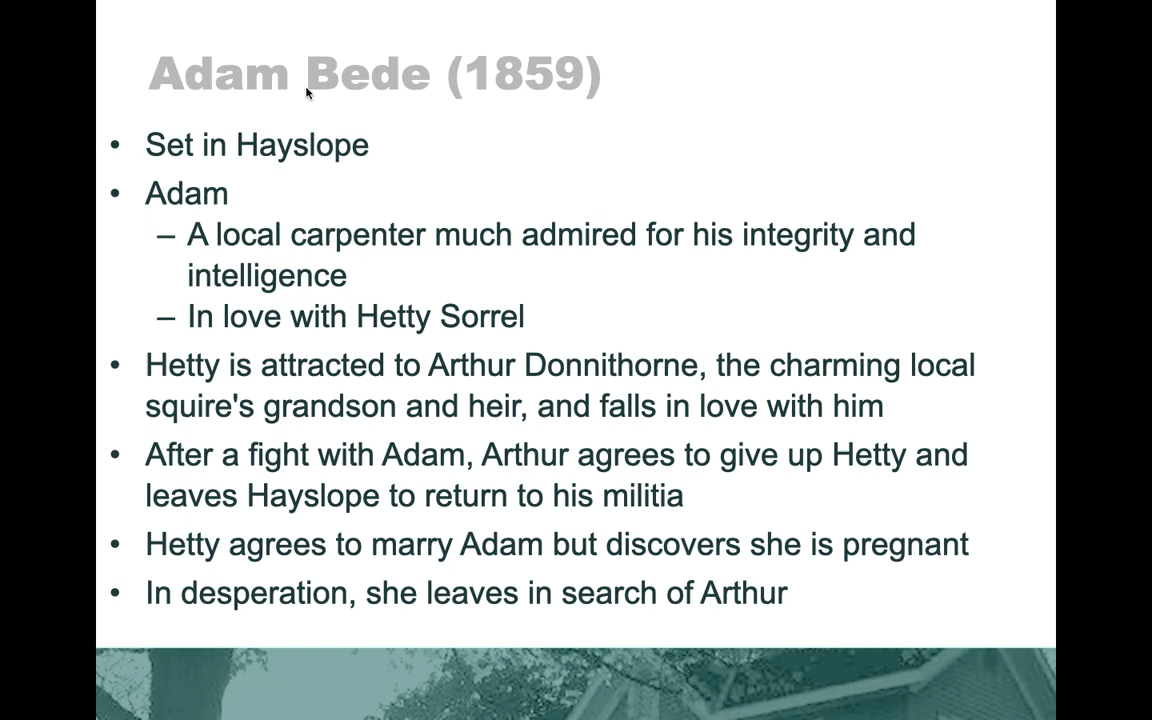 Adam Bede (1859)
• Set in Hayslope
• Adam
– A local carpenter much admired for his integrity and
intelligence
– In love with Hetty Sorrel
• Hetty is attracted to Arthur Donnithorne, the charming local
squire's grandson and heir, and falls in love with him
• After a fight with Adam, Arthur agrees to give up Hetty and
leaves Hayslope to return to his militia
• Hetty agrees to marry Adam but discovers she is pregnant
• In desperation, she leaves in search of Arthur